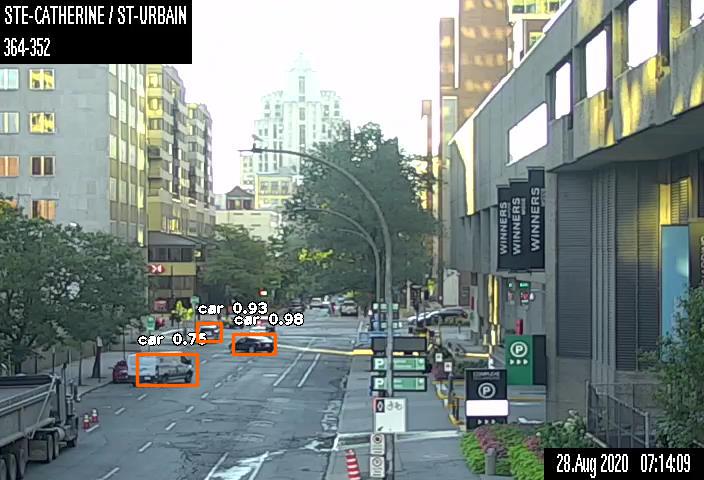 STE-CATHERINE / ST-URBAIN
364-352
car 0.93
car 0.98
car 0.75
WINNERS
WINNERS
WINNERS
P
P
P
P
28.Aug 2020 07:14:09